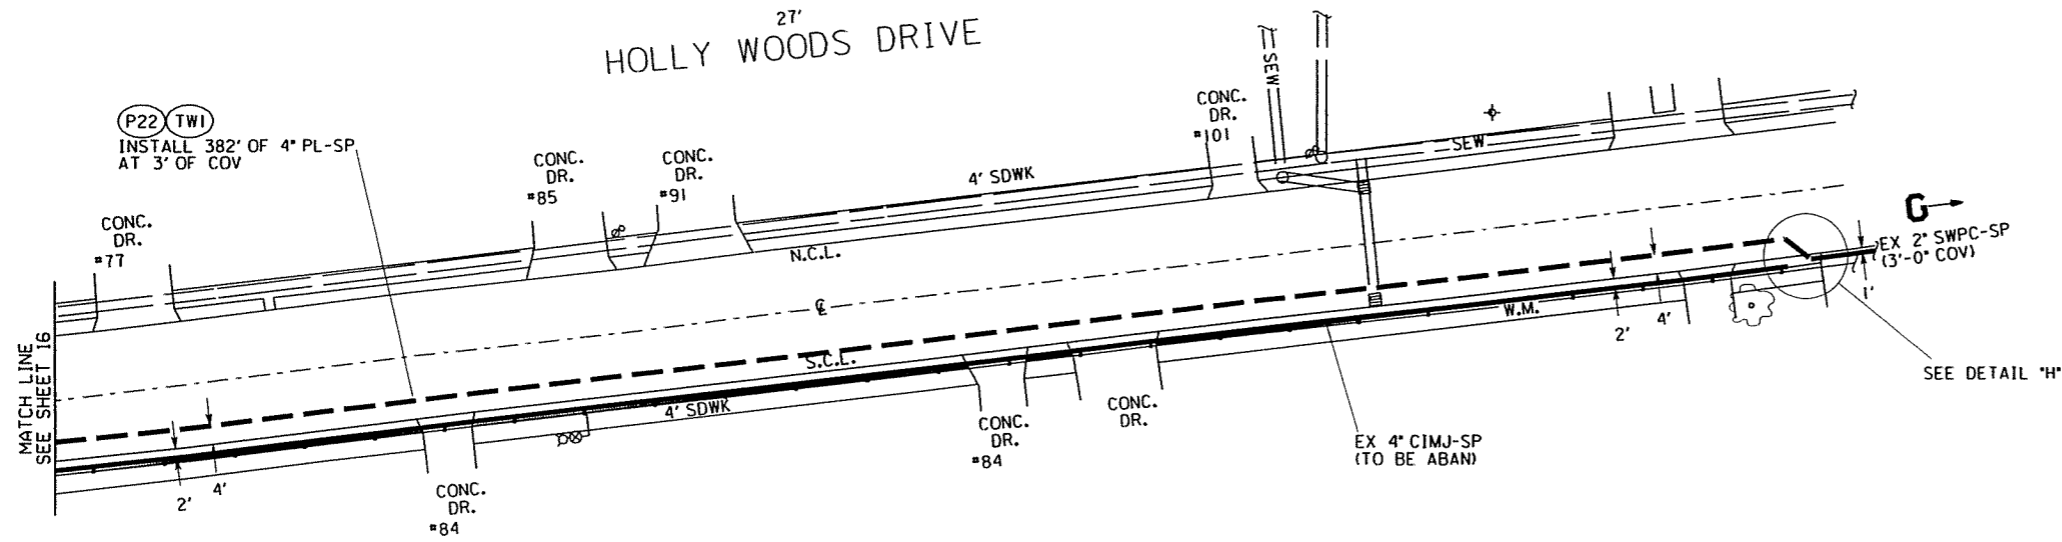 27'
HOLLY WOODS DRIVE
P22 TW1
INSTALL 382' OF 4" PL-SP
AT 3' OF COV
CONC.
DR.
#77
CONC.
DR.
#85
CONC.
DR.
#91
4' SDWK
CONC.
DR.
#101
SEW
SEW
N.C.L.
G
EX 2" SWPC-SP
(3'-0" COV)
1'
MATCH LINE
SEE SHEET 16
S.C.L.
W.M.
2'
4'
SEE DETAIL "H"
4' SDWK
CONC.
DR.
#84
CONC.
DR.
EX 4" CIMJ-SP
(TO BE ABAN)
2'
4'
CONC.
DR.
#84